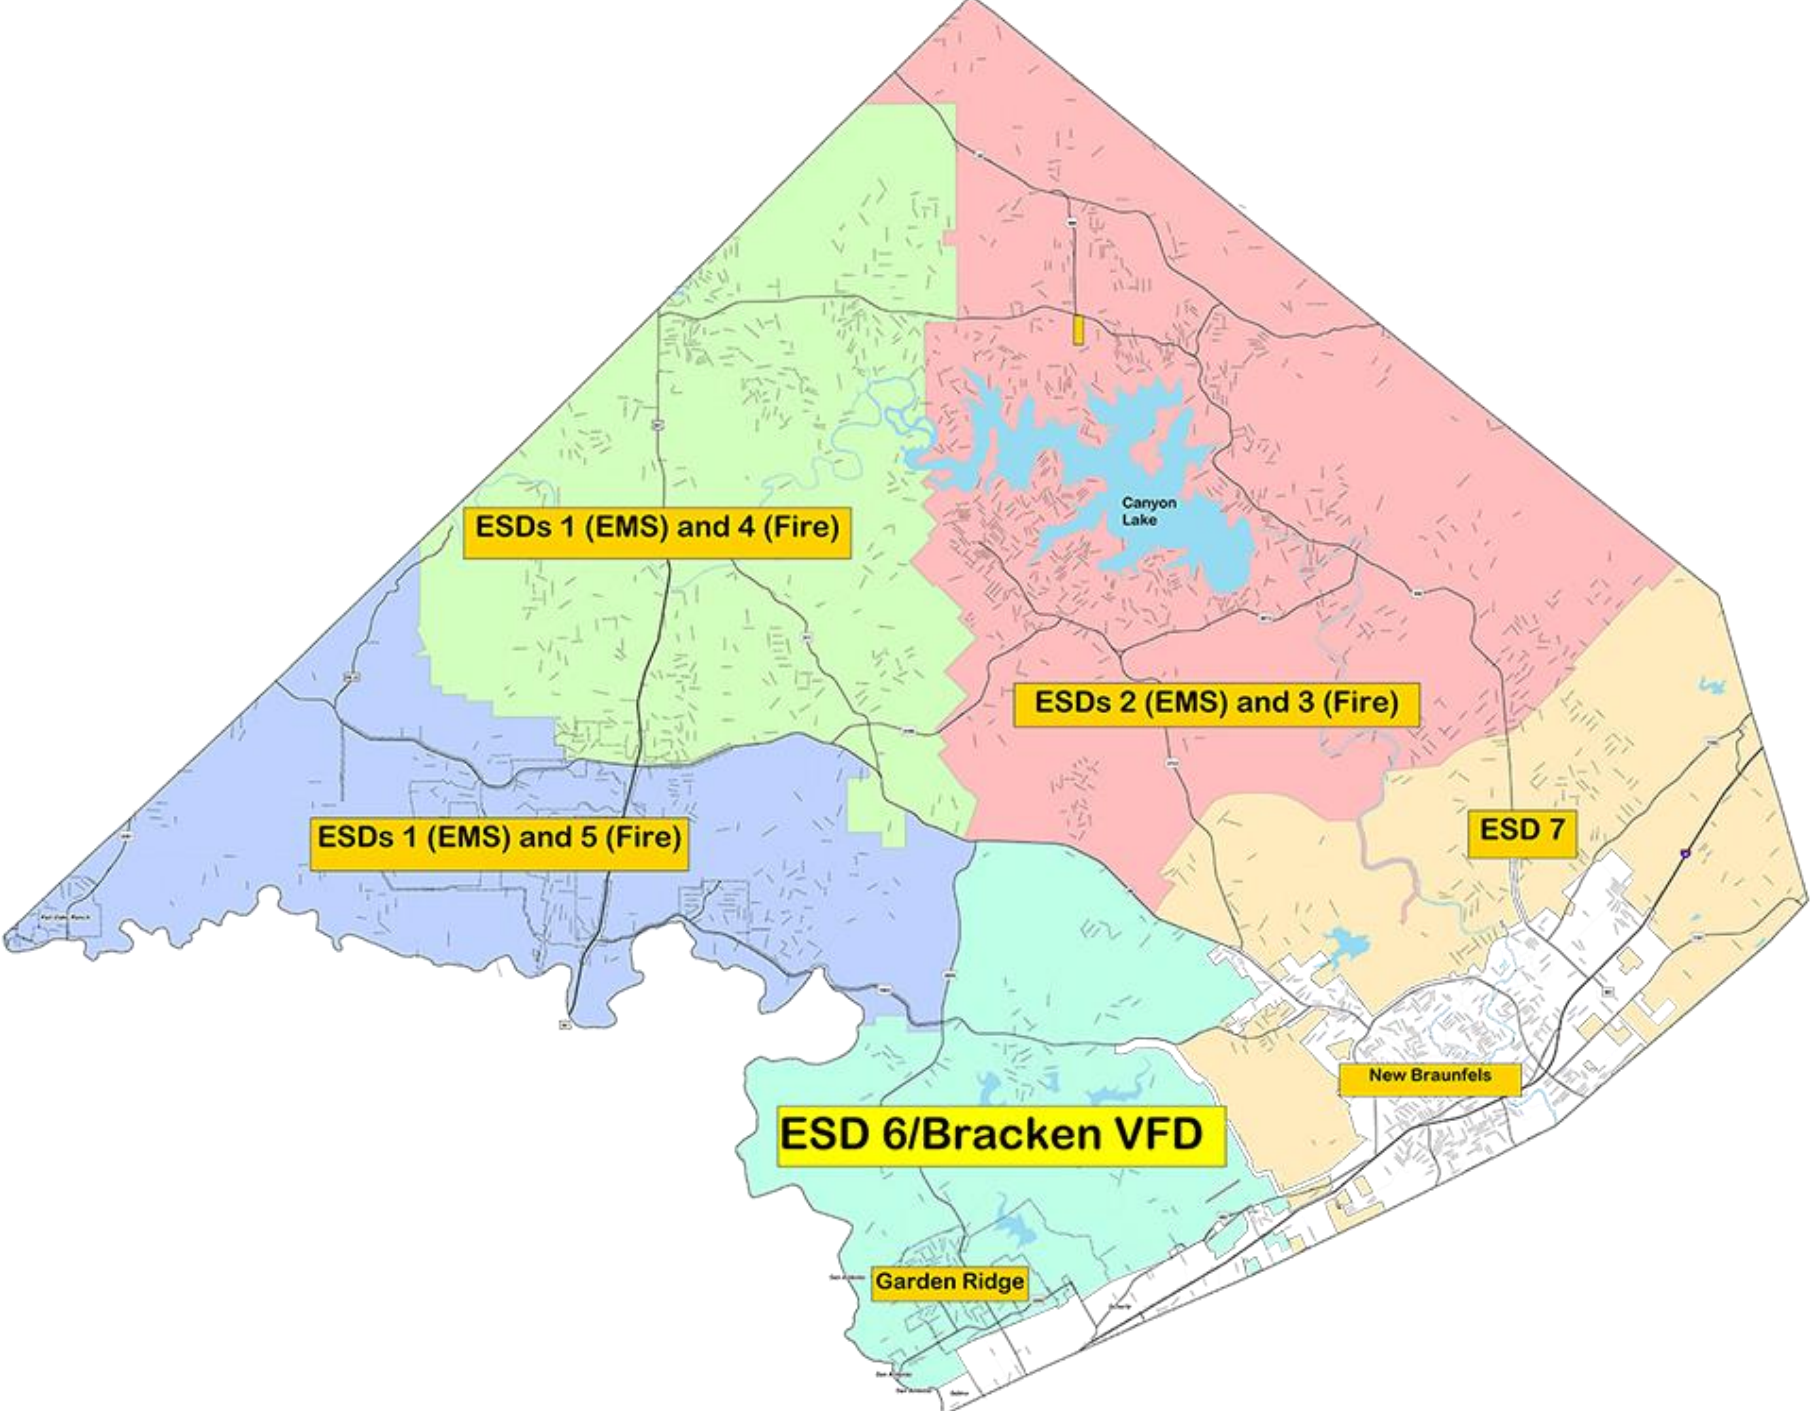 Canyon
Lake
ESDs 1 (EMS) and 4 (Fire)
ESDs 2 (EMS) and 3 (Fire)
ESDs 1 (EMS) and 5 (Fire)
ESD 7
New Braunfels
ESD 6/Bracken VFD
Garden Ridge